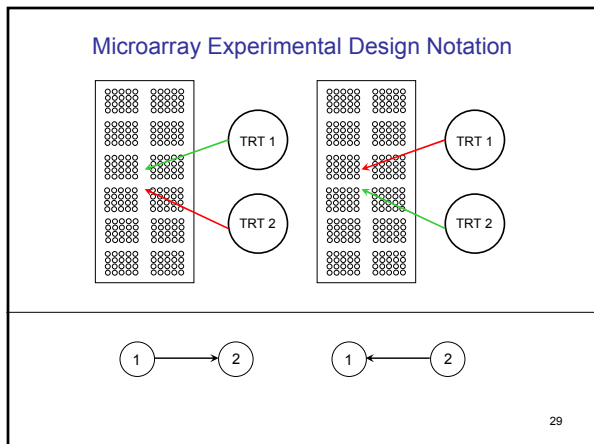 Microarray Experimental Design Notation
TRT 1
TRT 2
TRT 1
TRT 2
1 2
1 2
29